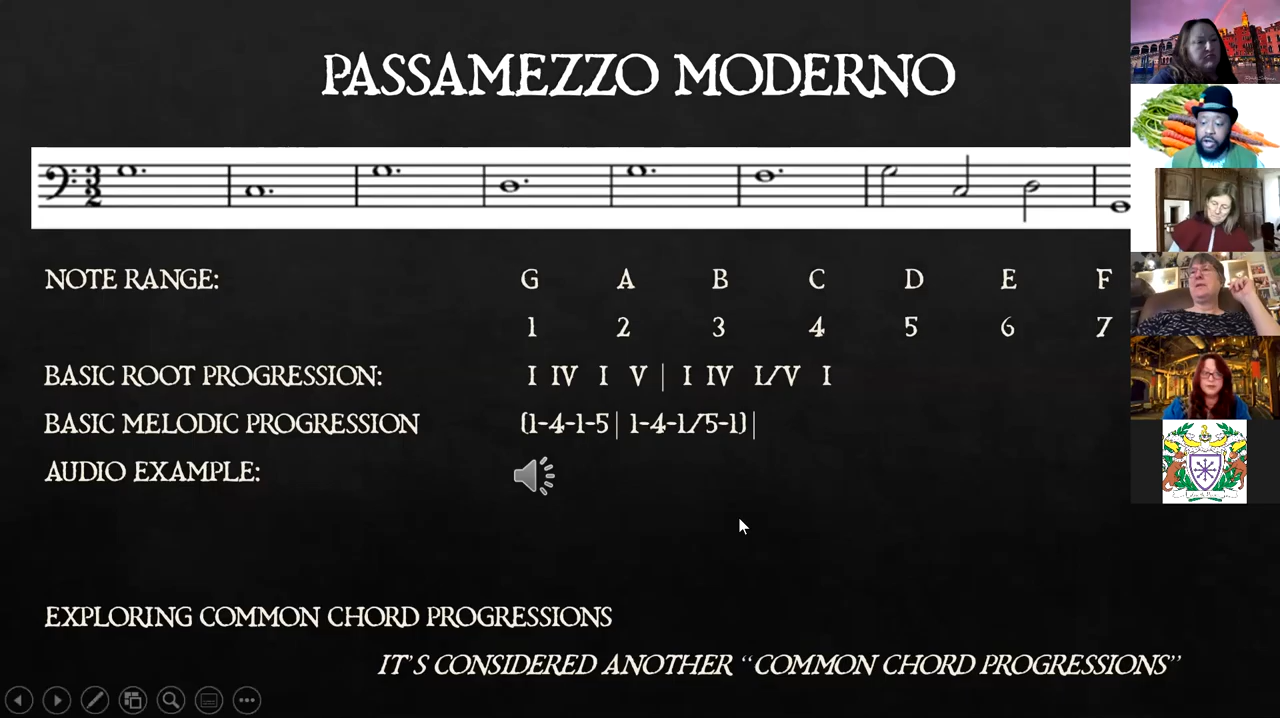 PASSAMEZZO MODERNO
3
2
NOTE RANGE: G A B C D E F
1 2 3 4 5 6 7
BASIC ROOT PROGRESSION: I IV I V | I IV I/V I
BASIC MELODIC PROGRESSION (1-4-1-5| 1-4-1/5-1)|
AUDIO EXAMPLE:
EXPLORING COMMON CHORD PROGRESSIONS
IT'S CONSIDERED ANOTHER “COMMON CHORD PROGRESSIONS”